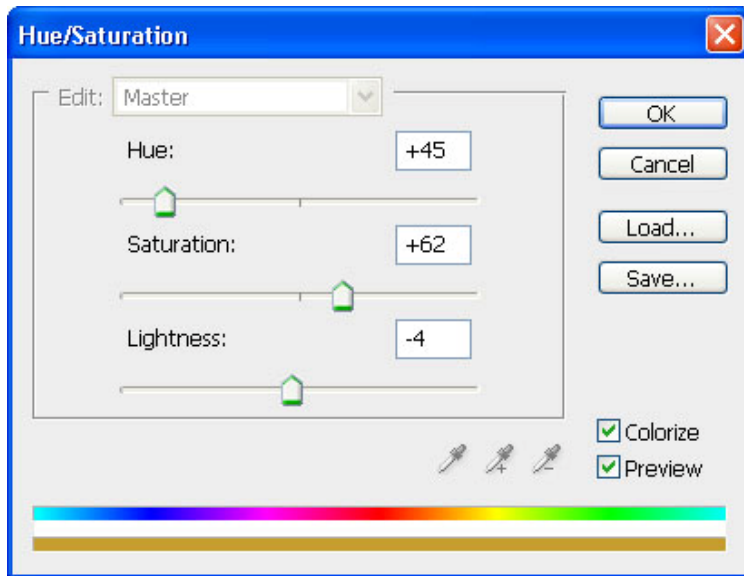 Hue/Saturation
Edit: Master
Hue: +45
Saturation: +62
Lightness: -4
OK
Cancel
Load...
Save...
Colorize
Preview